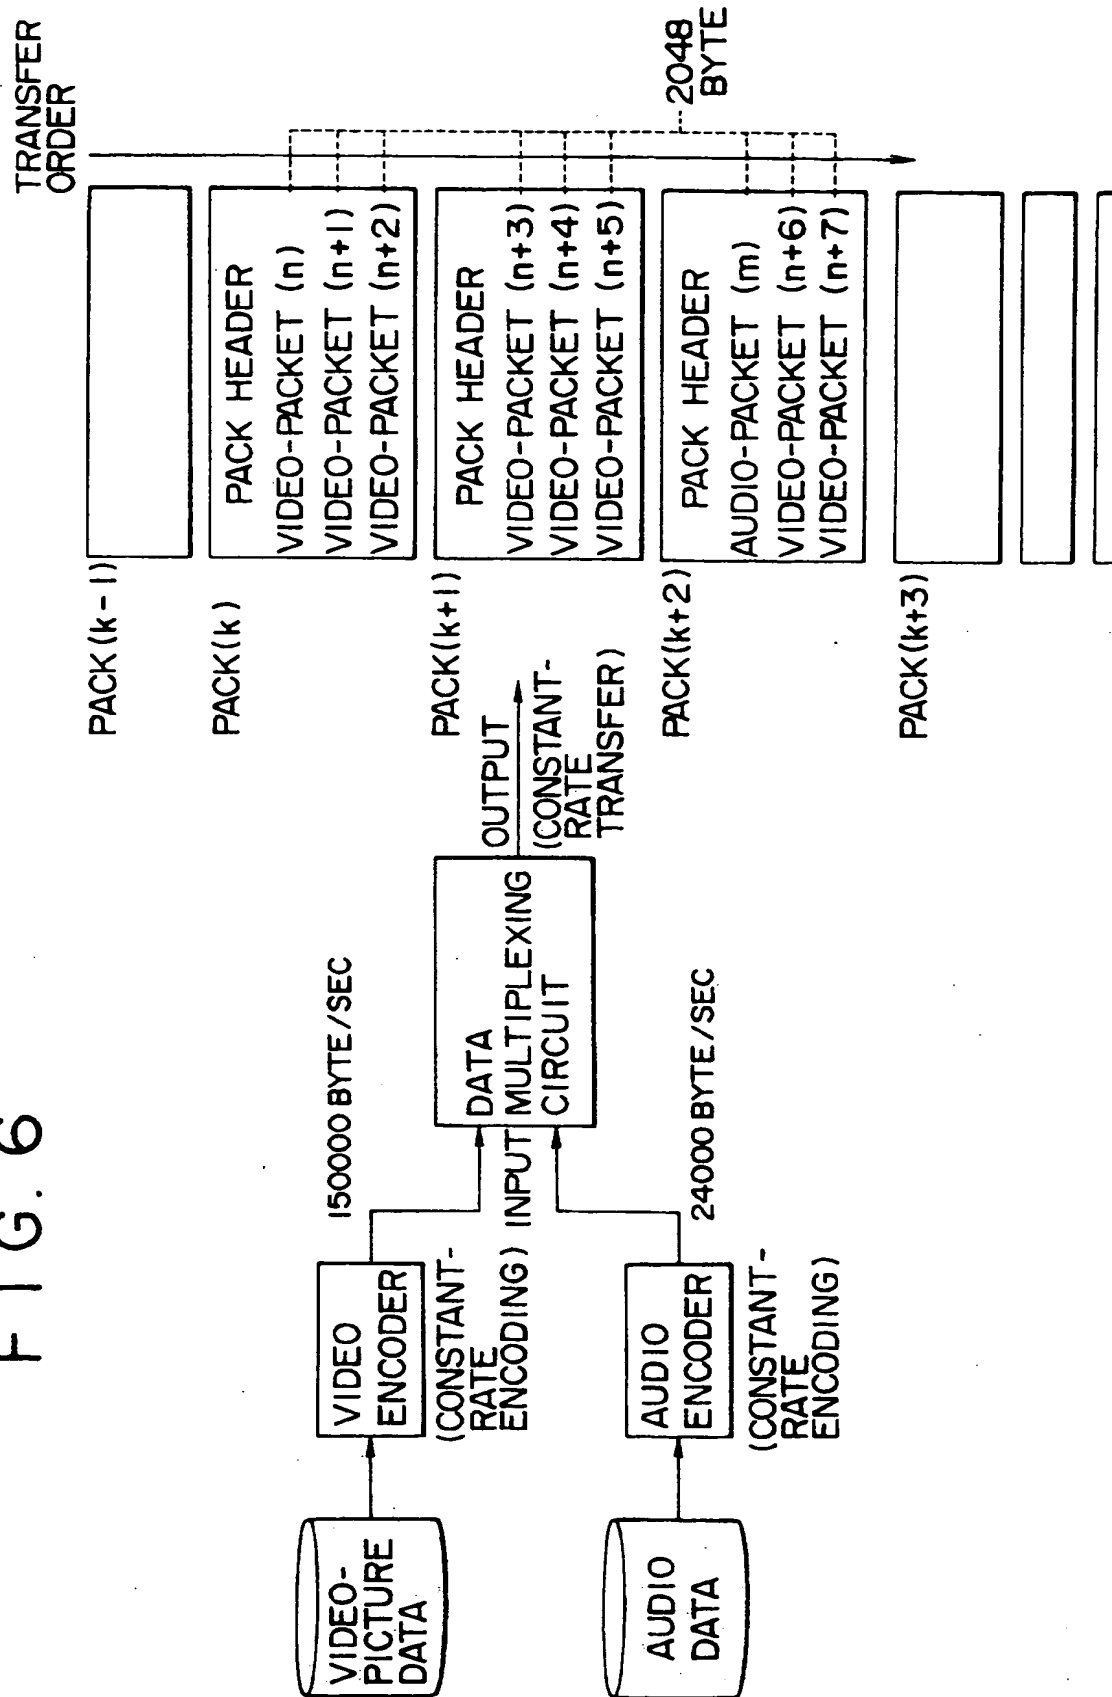 FIG. 6
VIDEO-
PICTURE
DATA
VIDEO
ENCODER
(CONSTANT-
RATE
ENCODING)
150000 BYTE/SEC
AUDIO
DATA
AUDIO
ENCODER
(CONSTANT-
RATE
ENCODING)
24000 BYTE/SEC
INPUT
DATA
MULTIPLEXING
CIRCUIT
OUTPUT
(CONSTANT-
RATE
TRANSFER)
TRANSFER
ORDER
PACK(k-1)
PACK(k)
PACK HEADER
VIDEO-PACKET (n)
VIDEO-PACKET (n+1)
VIDEO-PACKET (n+2)
PACK(k+1)
PACK HEADER
VIDEO-PACKET (n+3)
VIDEO-PACKET (n+4)
VIDEO-PACKET (n+5)
PACK(k+2)
PACK HEADER
AUDIO-PACKET (m)
VIDEO-PACKET (n+6)
VIDEO-PACKET (n+7)
PACK(k+3)
2048
BYTE